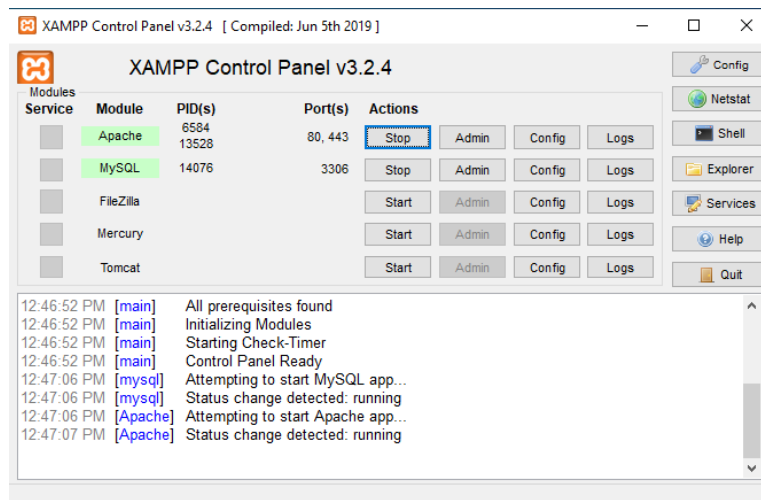 XAMPP Control Panel v3.2.4 [ Compiled: Jun 5th 2019 ]
XAMPP Control Panel v3.2.4
Config
Modules
Service Module PID(s) Port(s) Actions
Netstat
Apache 6584 13528 80, 443 Stop Admin Config Logs
Shell
MySQL 14076 3306 Stop Admin Config Logs
Explorer
FileZilla Start Admin Config Logs
Services
Mercury Start Admin Config Logs
Help
Tomcat Start Admin Config Logs
Quit
12:46:52 PM [main] All prerequisites found
12:46:52 PM [main] Initializing Modules
12:46:52 PM [main] Starting Check-Timer
12:46:52 PM [main] Control Panel Ready
12:47:06 PM [mysql] Attempting to start MySQL app...
12:47:06 PM [mysql] Status change detected: running
12:47:06 PM [Apache] Attempting to start Apache app...
12:47:07 PM [Apache] Status change detected: running